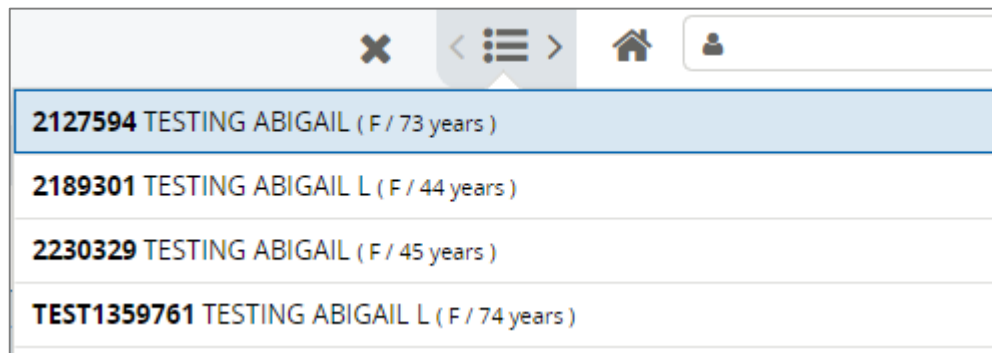 2127594 TESTING ABIGAIL ( F / 73 years )
2189301 TESTING ABIGAIL L ( F / 44 years )
2230329 TESTING ABIGAIL ( F / 45 years )
TEST1359761 TESTING ABIGAIL L ( F / 74 years )